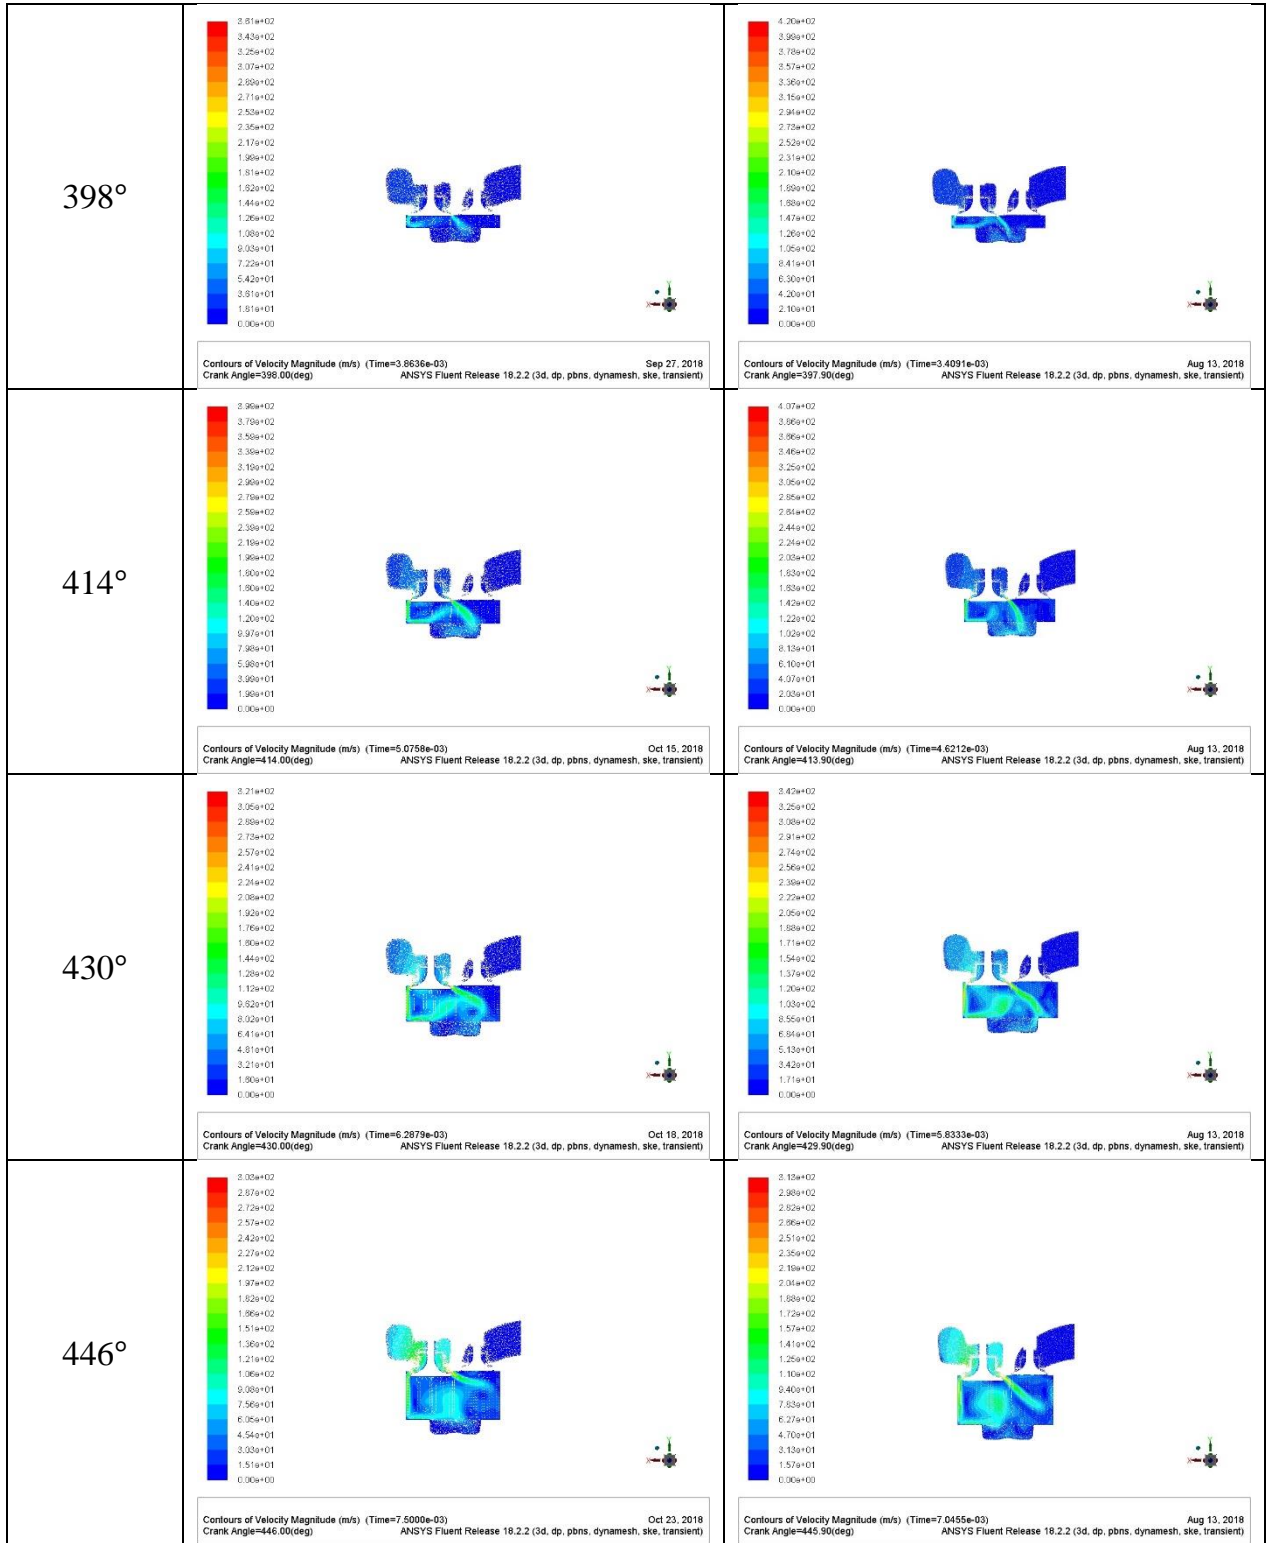 398°
3.61e+02
3.43e+02
3.25e+02
3.07e+02
2.89e+02
2.71e+02
2.53e+02
2.35e+02
2.17e+02
1.99e+02
1.81e+02
1.62e+02
1.44e+02
1.26e+02
1.08e+02
9.03e+01
7.22e+01
5.42e+01
3.61e+01
1.81e+01
0.00e+00
Contours of Velocity Magnitude (m/s) (Time=3.8636e-03) Sep 27, 2018
Crank Angle=398.00(deg) ANSYS Fluent Release 18.2.2 (3d, dp, pbns, dynamesh, ske, transient)
4.20e+02
3.99e+02
3.78e+02
3.57e+02
3.36e+02
3.15e+02
2.94e+02
2.73e+02
2.52e+02
2.31e+02
2.10e+02
1.89e+02
1.68e+02
1.47e+02
1.26e+02
1.05e+02
8.41e+01
6.30e+01
4.20e+01
2.10e+01
0.00e+00
Contours of Velocity Magnitude (m/s) (Time=3.4091e-03) Aug 13, 2018
Crank Angle=397.90(deg) ANSYS Fluent Release 18.2.2 (3d, dp, pbns, dynamesh, ske, transient)
414°
3.99e+02
3.79e+02
3.59e+02
3.39e+02
3.19e+02
2.99e+02
2.79e+02
2.59e+02
2.39e+02
2.19e+02
1.99e+02
1.80e+02
1.60e+02
1.40e+02
1.20e+02
9.97e+01
7.98e+01
5.98e+01
3.99e+01
1.99e+01
0.00e+00
Contours of Velocity Magnitude (m/s) (Time=5.0758e-03) Oct 15, 2018
Crank Angle=414.00(deg) ANSYS Fluent Release 18.2.2 (3d, dp, pbns, dynamesh, ske, transient)
4.07e+02
3.86e+02
3.66e+02
3.46e+02
3.25e+02
3.05e+02
2.85e+02
2.64e+02
2.44e+02
2.24e+02
2.03e+02
1.83e+02
1.63e+02
1.42e+02
1.22e+02
1.02e+02
8.13e+01
6.10e+01
4.07e+01
2.03e+01
0.00e+00
Contours of Velocity Magnitude (m/s) (Time=4.6212e-03) Aug 13, 2018
Crank Angle=413.90(deg) ANSYS Fluent Release 18.2.2 (3d, dp, pbns, dynamesh, ske, transient)
430°
3.21e+02
3.05e+02
2.89e+02
2.73e+02
2.57e+02
2.41e+02
2.24e+02
2.08e+02
1.92e+02
1.76e+02
1.60e+02
1.44e+02
1.28e+02
1.12e+02
9.62e+01
8.02e+01
6.41e+01
4.81e+01
3.21e+01
1.60e+01
0.00e+00
Contours of Velocity Magnitude (m/s) (Time=6.2879e-03) Oct 18, 2018
Crank Angle=430.00(deg) ANSYS Fluent Release 18.2.2 (3d, dp, pbns, dynamesh, ske, transient)
3.42e+02
3.25e+02
3.08e+02
2.91e+02
2.74e+02
2.56e+02
2.39e+02
2.22e+02
2.05e+02
1.88e+02
1.71e+02
1.54e+02
1.37e+02
1.20e+02
1.03e+02
8.55e+01
6.84e+01
5.13e+01
3.42e+01
1.71e+01
0.00e+00
Contours of Velocity Magnitude (m/s) (Time=5.8333e-03) Aug 13, 2018
Crank Angle=429.90(deg) ANSYS Fluent Release 18.2.2 (3d, dp, pbns, dynamesh, ske, transient)
446°
3.03e+02
2.87e+02
2.72e+02
2.57e+02
2.42e+02
2.27e+02
2.12e+02
1.97e+02
1.82e+02
1.66e+02
1.51e+02
1.36e+02
1.21e+02
1.06e+02
9.08e+01
7.56e+01
6.05e+01
4.54e+01
3.03e+01
1.51e+01
0.00e+00
Contours of Velocity Magnitude (m/s) (Time=7.5000e-03) Oct 23, 2018
Crank Angle=446.00(deg) ANSYS Fluent Release 18.2.2 (3d, dp, pbns, dynamesh, ske, transient)
3.13e+02
2.98e+02
2.82e+02
2.66e+02
2.51e+02
2.35e+02
2.19e+02
2.04e+02
1.88e+02
1.72e+02
1.57e+02
1.41e+02
1.25e+02
1.10e+02
9.40e+01
7.83e+01
6.27e+01
4.70e+01
3.13e+01
1.57e+01
0.00e+00
Contours of Velocity Magnitude (m/s) (Time=7.0455e-03) Aug 13, 2018
Crank Angle=445.90(deg) ANSYS Fluent Release 18.2.2 (3d, dp, pbns, dynamesh, ske, transient)